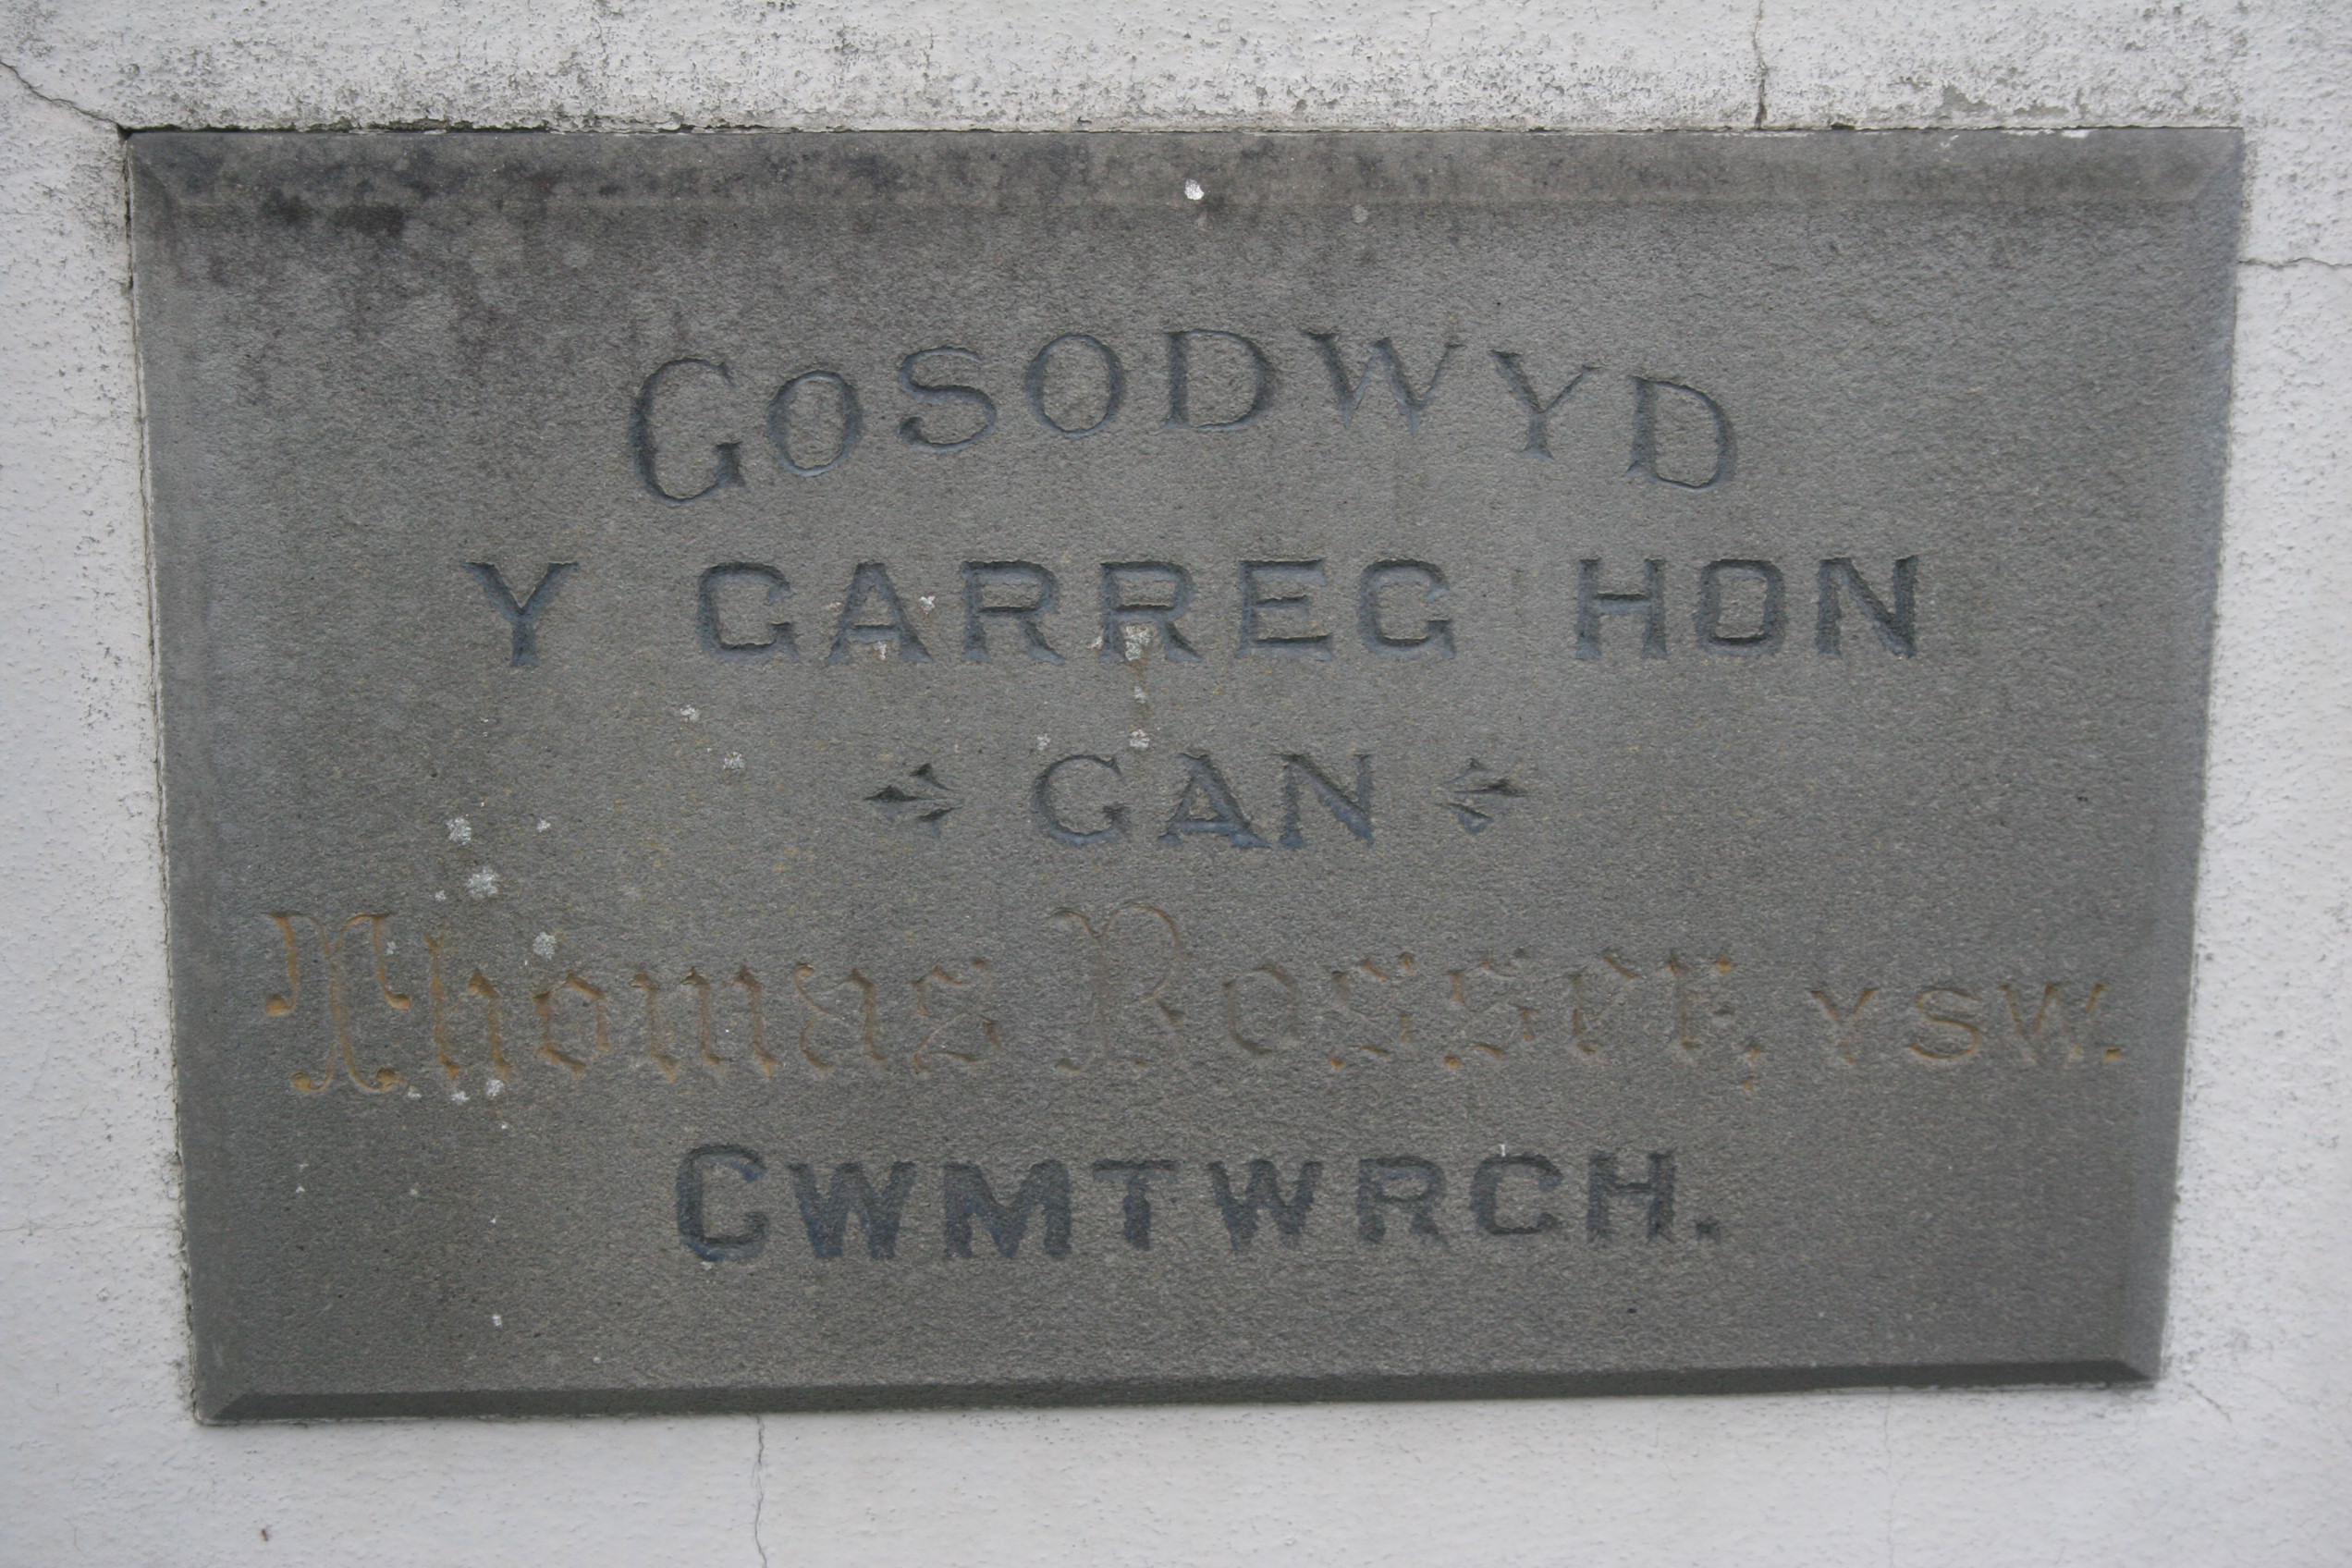 GOSODWYD
Y GARREG HON
GAN
Thomas Rosser, YSW.
CWMTWRCH.